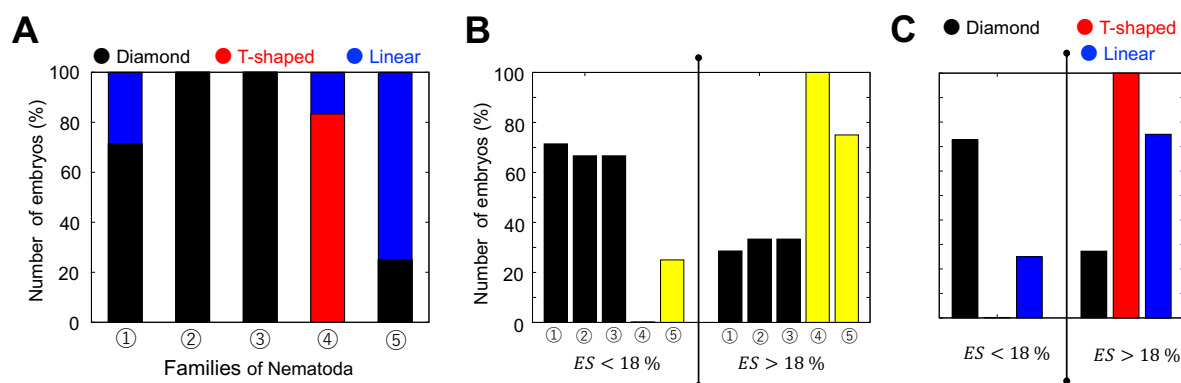 A
Diamond T-shaped Linear
Number of embryos (%)
100
80
60
40
20
0
① ② ③ ④ ⑤
Families of Nematoda
B
Number of embryos (%)
100
80
60
40
20
0
① ② ③ ④ ⑤ ① ② ③ ④ ⑤
ES < 18 % ES > 18 %
C
Diamond T-shaped
Linear
ES < 18 % ES > 18 %